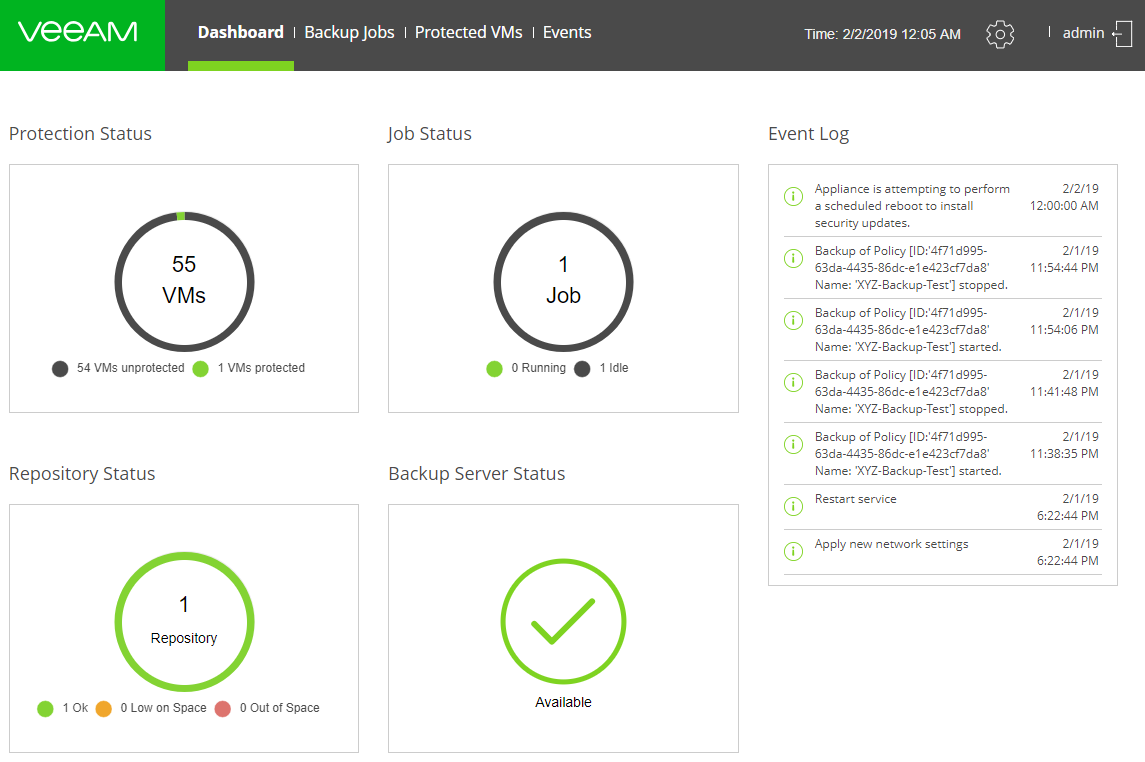 VEEAM
Dashboard | Backup Jobs | Protected VMs | Events
Time: 2/2/2019 12:05 AM | admin
Protection Status
55
VMs
54 VMs unprotected 1 VMs protected
Job Status
1
Job
0 Running 1 Idle
Event Log
Appliance is attempting to perform 2/2/19
a scheduled reboot to install 12:00:00 AM
security updates.
Backup of Policy [ID:'4f71d995- 2/1/19
63da-4435-86dc-e1e423cf7da8' 11:54:44 PM
Name: 'XYZ-Backup-Test'] stopped.
Backup of Policy [ID:'4f71d995- 2/1/19
63da-4435-86dc-e1e423cf7da8' 11:54:06 PM
Name: 'XYZ-Backup-Test'] started.
Backup of Policy [ID:'4f71d995- 2/1/19
63da-4435-86dc-e1e423cf7da8' 11:41:48 PM
Name: 'XYZ-Backup-Test'] stopped.
Backup of Policy [ID:'4f71d995- 2/1/19
63da-4435-86dc-e1e423cf7da8' 11:38:35 PM
Name: 'XYZ-Backup-Test'] started.
Restart service 2/1/19
6:22:44 PM
Apply new network settings 2/1/19
6:22:44 PM
Repository Status
1
Repository
1 Ok 0 Low on Space 0 Out of Space
Backup Server Status
Available